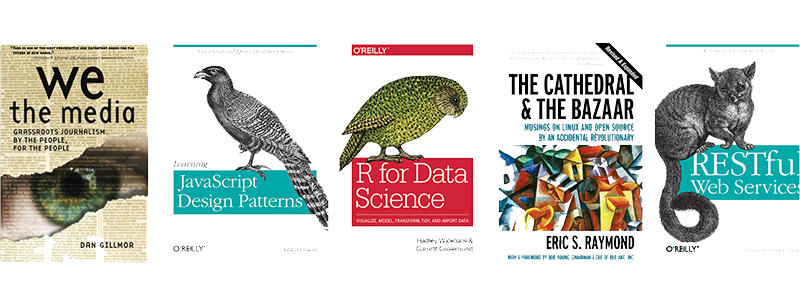 we
the media
GRASSROOTS JOURNALISM
BY THE PEOPLE,
FOR THE PEOPLE
DAN GILLMOR
Learning
JavaScript
Design Patterns
O'REILLY®
O'REILLY®
R for Data
Science
VISUALIZE, MODEL, TRANSFORM, TIDY, AND IMPORT DATA
Hadley Wickham &
Garrett Grolemund
Revised & Expanded
THE CATHEDRAL
& THE BAZAAR
MUSINGS ON LINUX AND OPEN SOURCE
BY AN ACCIDENTAL REVOLUTIONARY
ERIC S. RAYMOND
WITH A FOREWORD BY BOB YOUNG, CHAIRMAN & CEO OF RED HAT, INC.
RESTful
Web Services
O'REILLY®